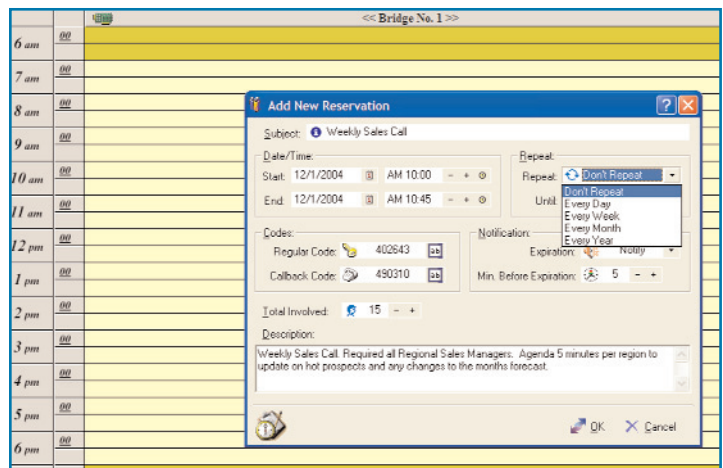 << Bridge No. 1 >>
6 am 00
7 am 00
8 am 00
9 am 00
10 am 00
11 am 00
12 pm 00
1 pm 00
2 pm 00
3 pm 00
4 pm 00
5 pm 00
6 pm 00
Add New Reservation
Subject: Weekly Sales Call
Date/Time:
Start: 12/1/2004 AM 10:00 - +
End: 12/1/2004 AM 10:45 - +
Repeat:
Repeat: Don't Repeat
Until:
Don't Repeat
Every Day
Every Week
Every Month
Every Year
Codes:
Regular Code: 402643 ab
Callback Code: 490310 ab
Notification:
Expiration: Notify
Min. Before Expiration: 5 - +
Total Involved: 15 - +
Description:
Weekly Sales Call. Required all Regional Sales Managers. Agenda 5 minutes per region to
update on hot prospects and any changes to the months forecast.
OK Cancel